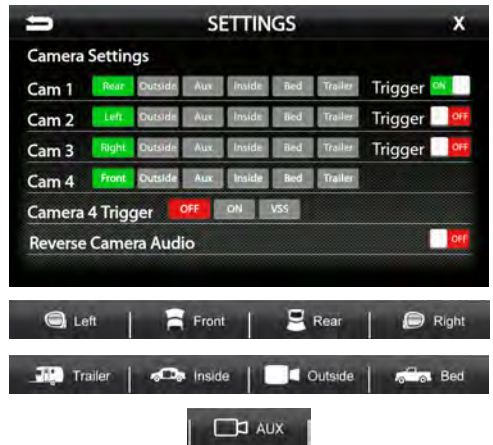 SETTINGS X
Camera Settings
Cam 1 Rear Outside Aux Inside Bed Trailer Trigger ON
Cam 2 Left Outside Aux Inside Bed Trailer Trigger OFF
Cam 3 Right Outside Aux Inside Bed Trailer Trigger OFF
Cam 4 Front Outside Aux Inside Bed Trailer
Camera 4 Trigger OFF ON VSS
Reverse Camera Audio OFF
Left Front Rear Right
Trailer Inside Outside Bed
AUX